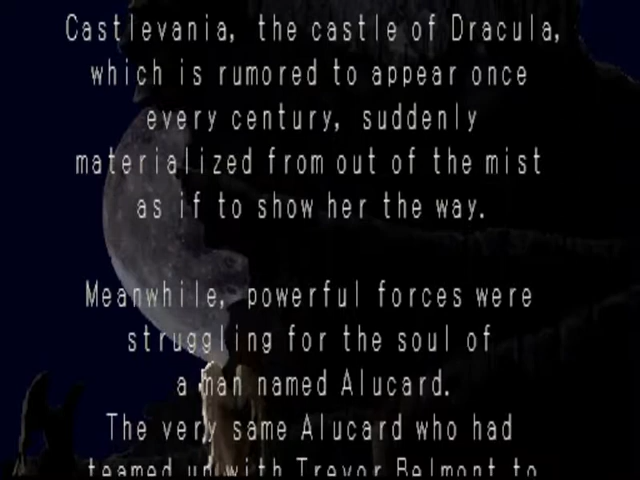 Castlevania, the castle of Dracula,
which is rumored to appear once
every century, suddenly
materialized from out of the mist
as if to show her the way.
Meanwhile, powerful forces were
struggling for the soul of
a man named Alucard.
The very same Alucard who had
teamed up with Trevor Belmont to